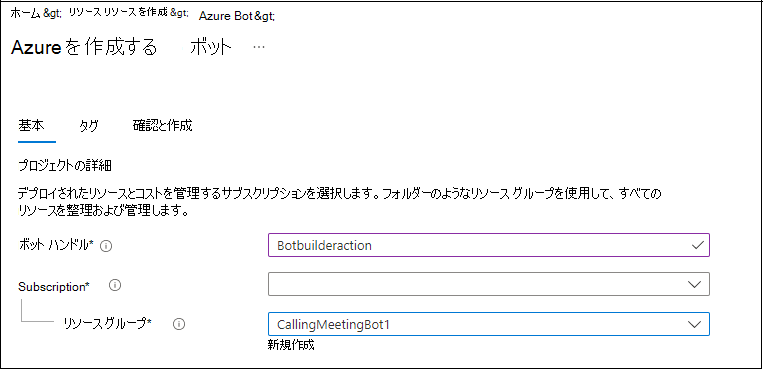 ホーム &gt; リソース リソースを作成 &gt; Azure Bot &gt;
Azure を作成する ボット ···
基本 タグ 確認と作成
プロジェクトの詳細
デプロイされたリソースとコストを管理するサブスクリプションを選択します。フォルダーのようなリソース グループを使用して、すべての
リソースを整理および管理します。
ボット ハンドル* Botbuilderaction
Subscription*
リソース グループ* CallingMeetingBot1
新規作成